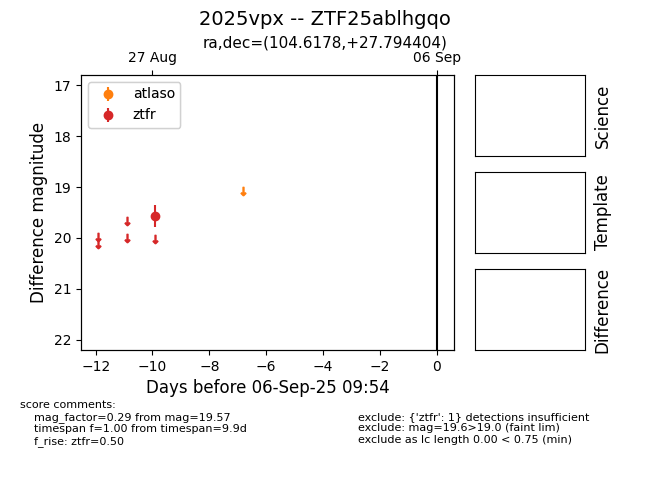 2025vpx -- ZTF25ablhgqo
ra,dec=(104.6178,+27.794404)
27 Aug
06 Sep
atlaso
ztfr
17
18
19
20
21
22
Difference magnitude
−12
−10
−8
−6
−4
−2
0
Days before 06-Sep-25 09:54
Science
Template
Difference
score comments:
mag_factor=0.29 from mag=19.57
timespan f=1.00 from timespan=9.9d
f_rise: ztfr=0.50
exclude: {'ztfr': 1} detections insufficient
exclude: mag=19.6>19.0 (faint lim)
exclude as lc length 0.00 < 0.75 (min)